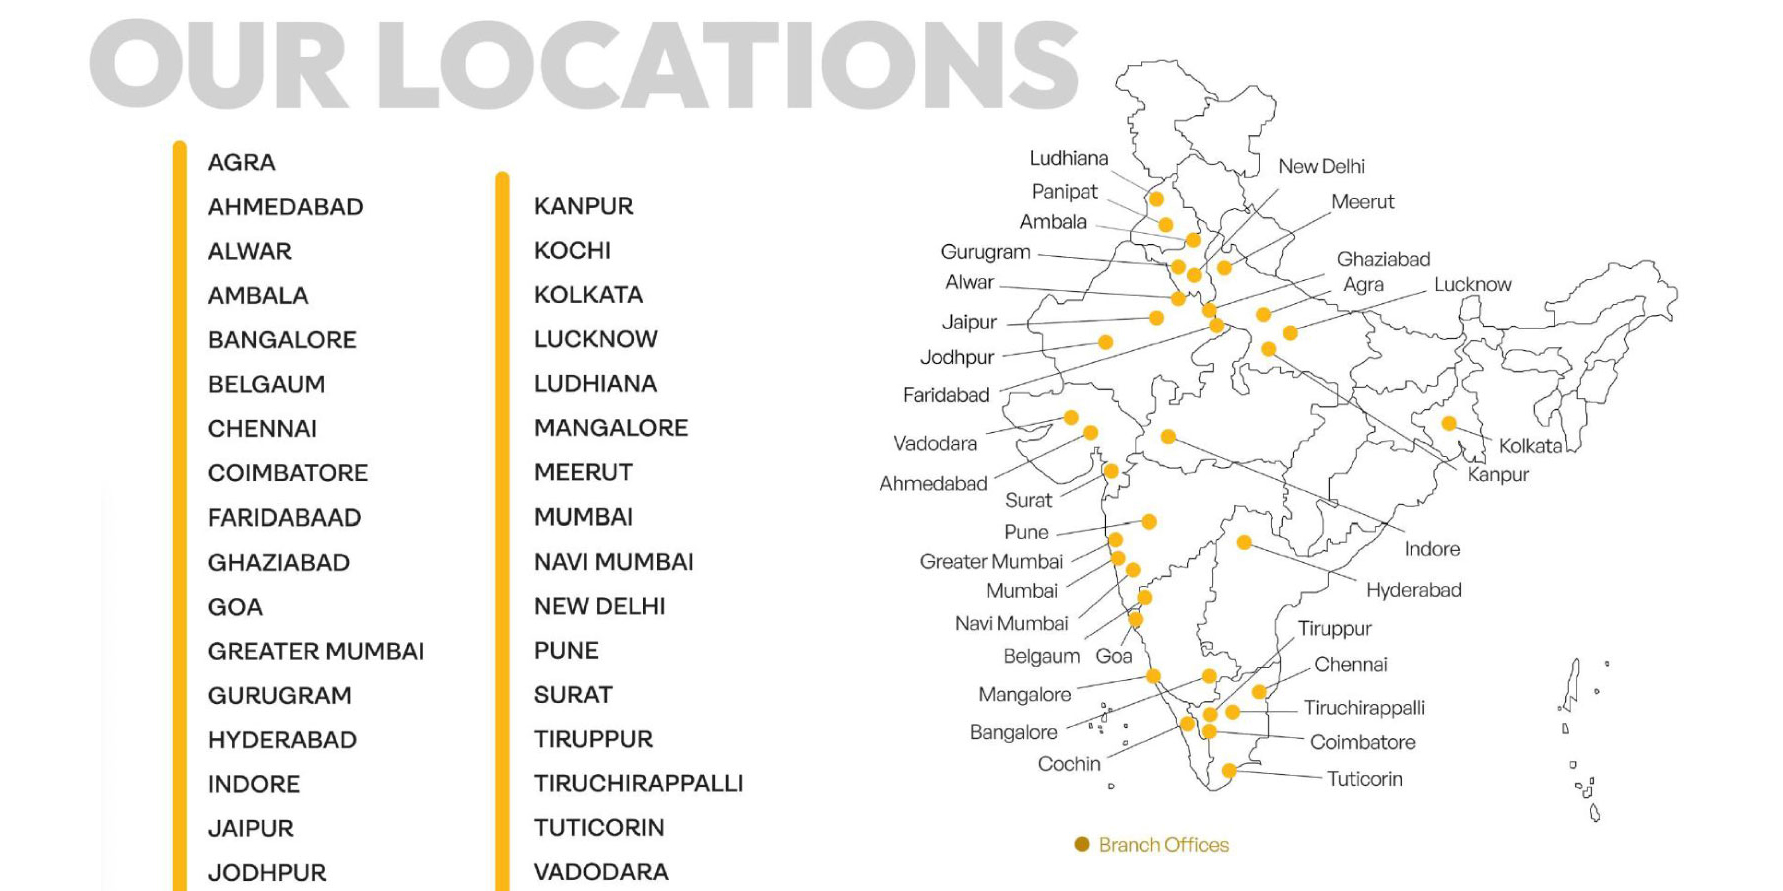 OUR LOCATIONS
AGRA
AHMEDABAD
ALWAR
AMBALA
BANGALORE
BELGAUM
CHENNAI
COIMBATORE
FARIDABAAD
GHAZIABAD
GOA
GREATER MUMBAI
GURUGRAM
HYDERABAD
INDORE
JAIPUR
JODHPUR
KANPUR
KOCHI
KOLKATA
LUCKNOW
LUDHIANA
MANGALORE
MEERUT
MUMBAI
NAVI MUMBAI
NEW DELHI
PUNE
SURAT
TIRUPPUR
TIRUCHIRAPPALLI
TUTICORIN
VADODARA
Ludhiana
Panipat
Ambala
Gurugram
Alwar
Jaipur
Jodhpur
Faridabad
Vadodara
Ahmedabad
Surat
Pune
Greater Mumbai
Mumbai
Navi Mumbai
Belgaum
Goa
Mangalore
Bangalore
Cochin
New Delhi
Meerut
Ghaziabad
Agra
Lucknow
Kolkata
Kanpur
Indore
Hyderabad
Tiruppur
Chennai
Tiruchirappalli
Coimbatore
Tuticorin
Branch Offices